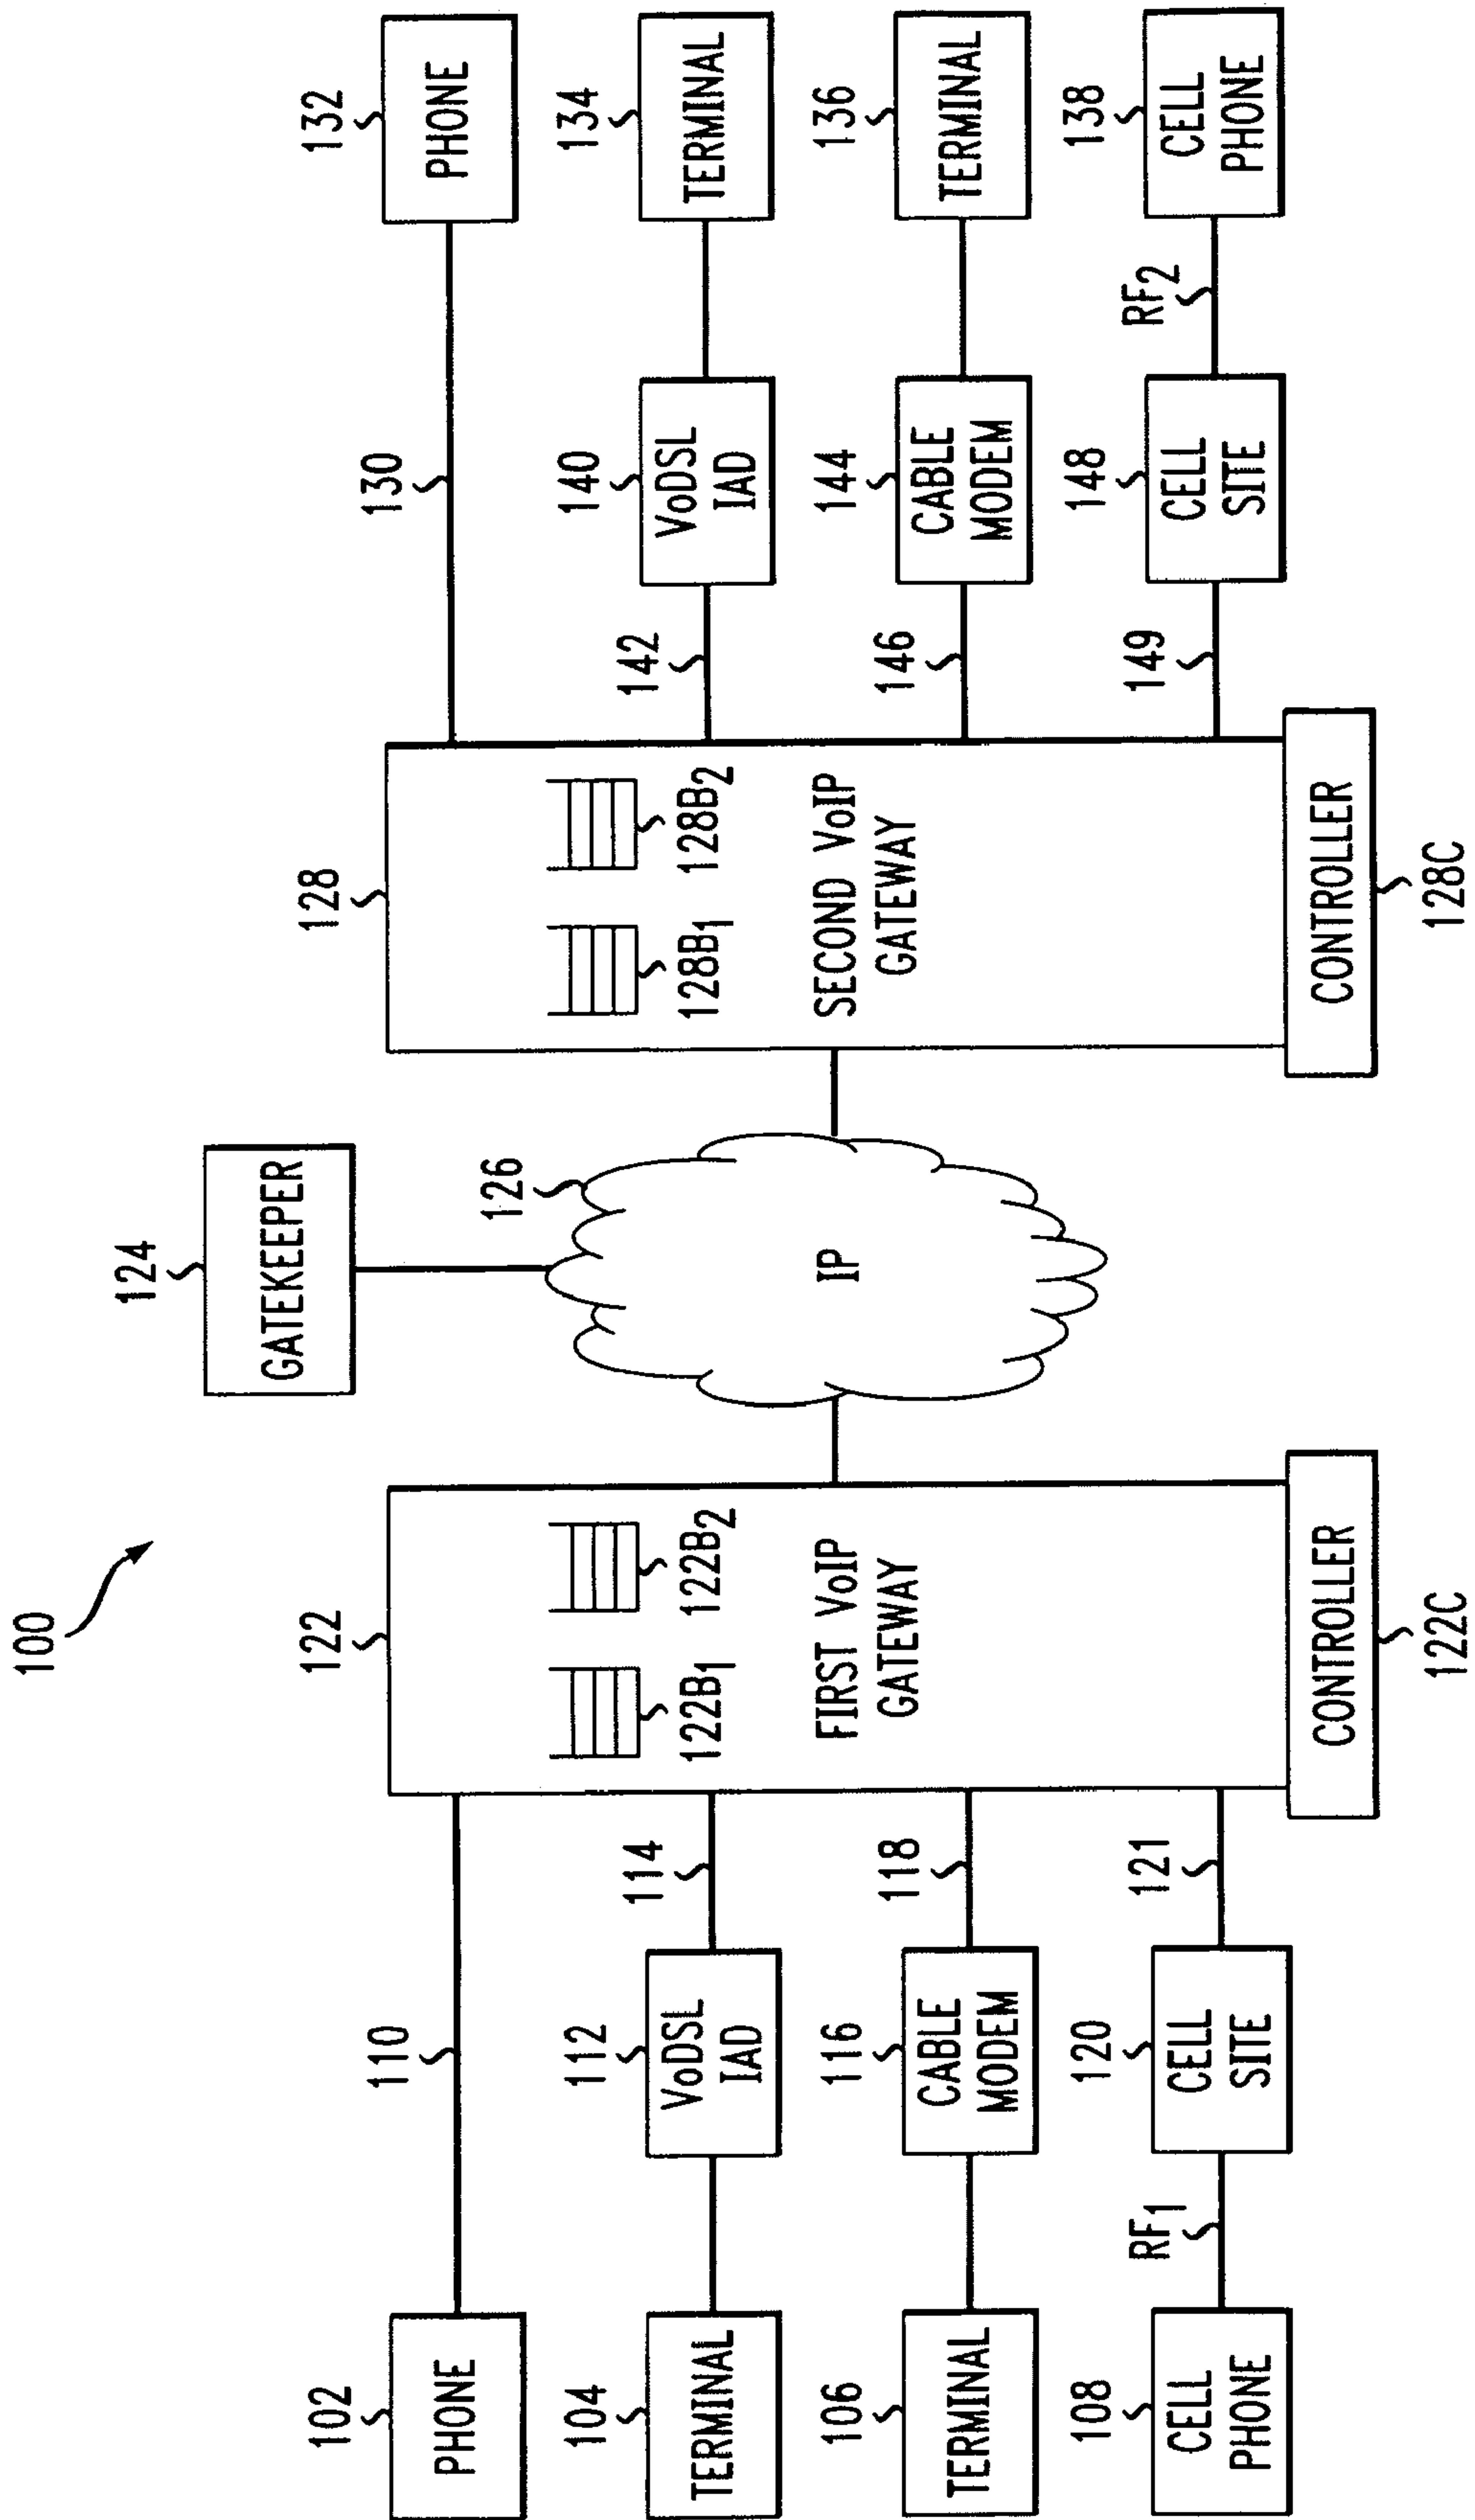 100
124
GATEKEEPER
102
PHONE
110
122
126
128
130
132
PHONE
104
TERMINAL
112
VoDSL
IAD
114
122B1
122B2
128B1
128B2
142
140
VoDSL
IAD
134
TERMINAL
FIRST VoIP
GATEWAY
IP
SECOND VoIP
GATEWAY
106
TERMINAL
116
CABLE
MODEM
118
146
144
CABLE
MODEM
136
TERMINAL
108
CELL
PHONE
RF1
120
CELL
SITE
121
149
148
CELL
SITE
RF2
138
CELL
PHONE
CONTROLLER
122C
CONTROLLER
128C